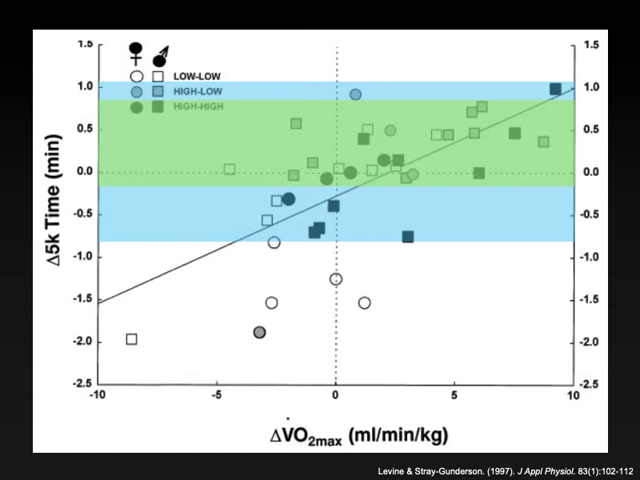 1.5
1.0
0.5
0.0
-0.5
-1.0
-1.5
-2.0
-2.5
Δ5k Time (min)
LOW-LOW
HIGH-LOW
HIGH-HIGH
1.5
1.0
0.5
0.0
-0.5
-1.0
-1.5
-2.0
-2.5
-10 -5 0 5 10
ΔV̇O2max (ml/min/kg)
Levine & Stray-Gunderson. (1997). J Appl Physiol. 83(1):102-112